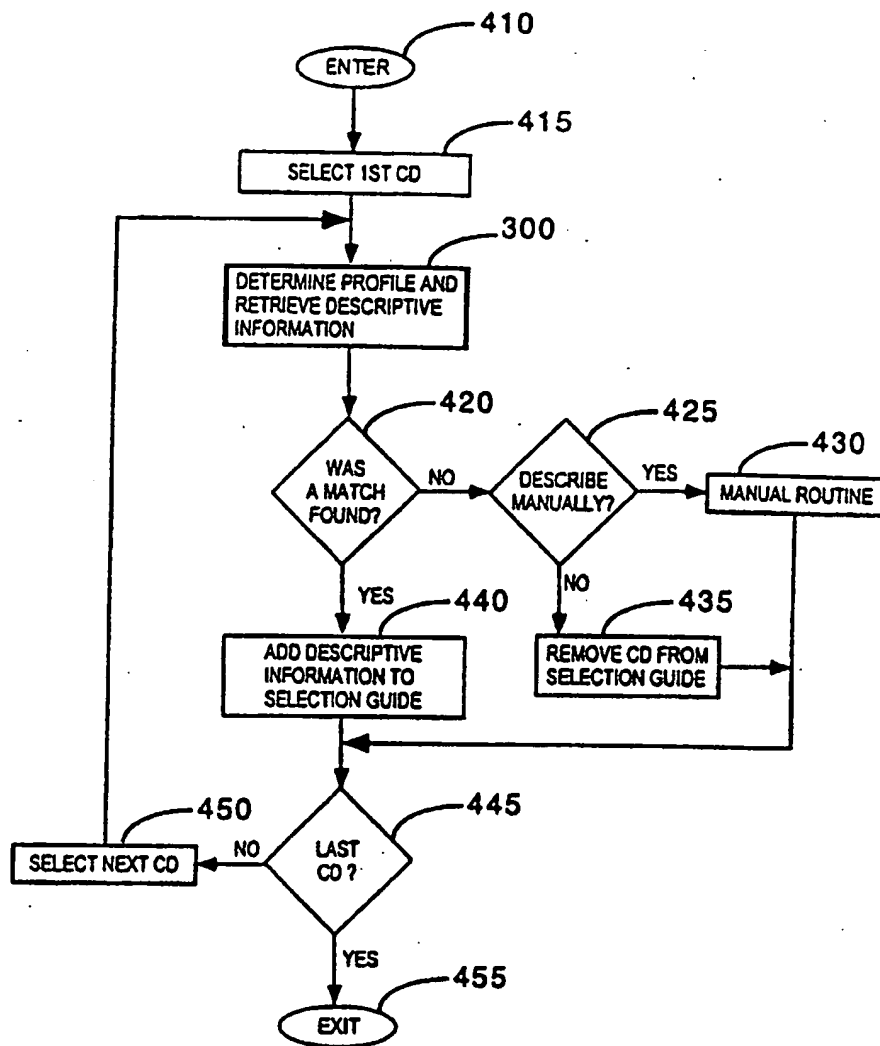 410
ENTER
415
SELECT 1ST CD
300
DETERMINE PROFILE AND
RETRIEVE DESCRIPTIVE
INFORMATION
420
WAS
A MATCH
FOUND?
NO
425
DESCRIBE
MANUALLY?
YES
430
MANUAL ROUTINE
YES
440
ADD DESCRIPTIVE
INFORMATION TO
SELECTION GUIDE
NO
435
REMOVE CD FROM
SELECTION GUIDE
445
LAST
CD ?
NO
450
SELECT NEXT CD
YES
455
EXIT